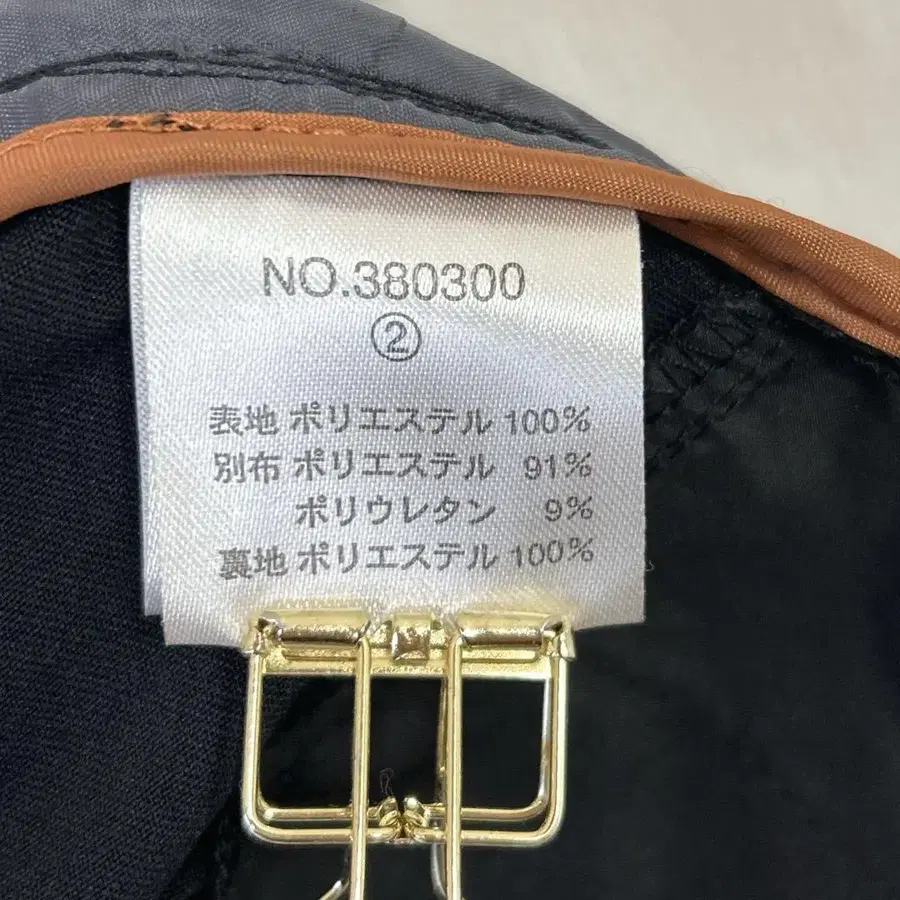 NO.380300
②
表地 ポリエステル 100%
別布 ポリエステル 91%
ポリウレタン 9%
裏地 ポリエステル 100%